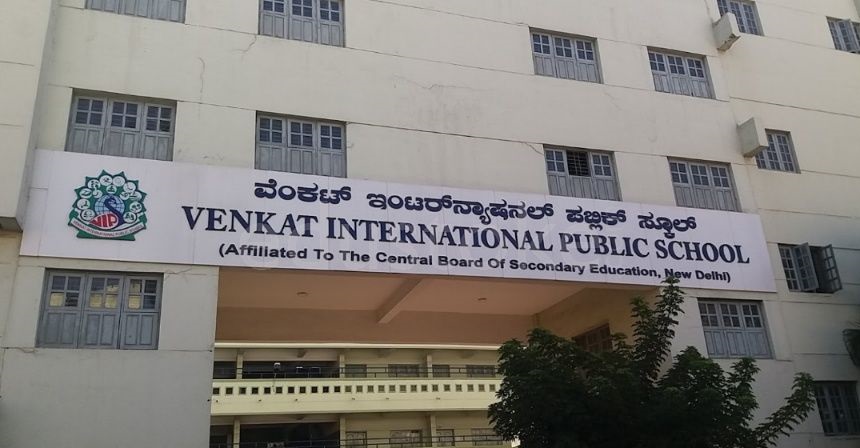 ವೆಂಕಟ್ ಇಂಟರ್‌ನ್ಯಾಷನಲ್ ಪಬ್ಲಿಕ್ ಸ್ಕೂಲ್
VENKAT INTERNATIONAL PUBLIC SCHOOL
(Affiliated To The Central Board Of Secondary Education, New Delhi)